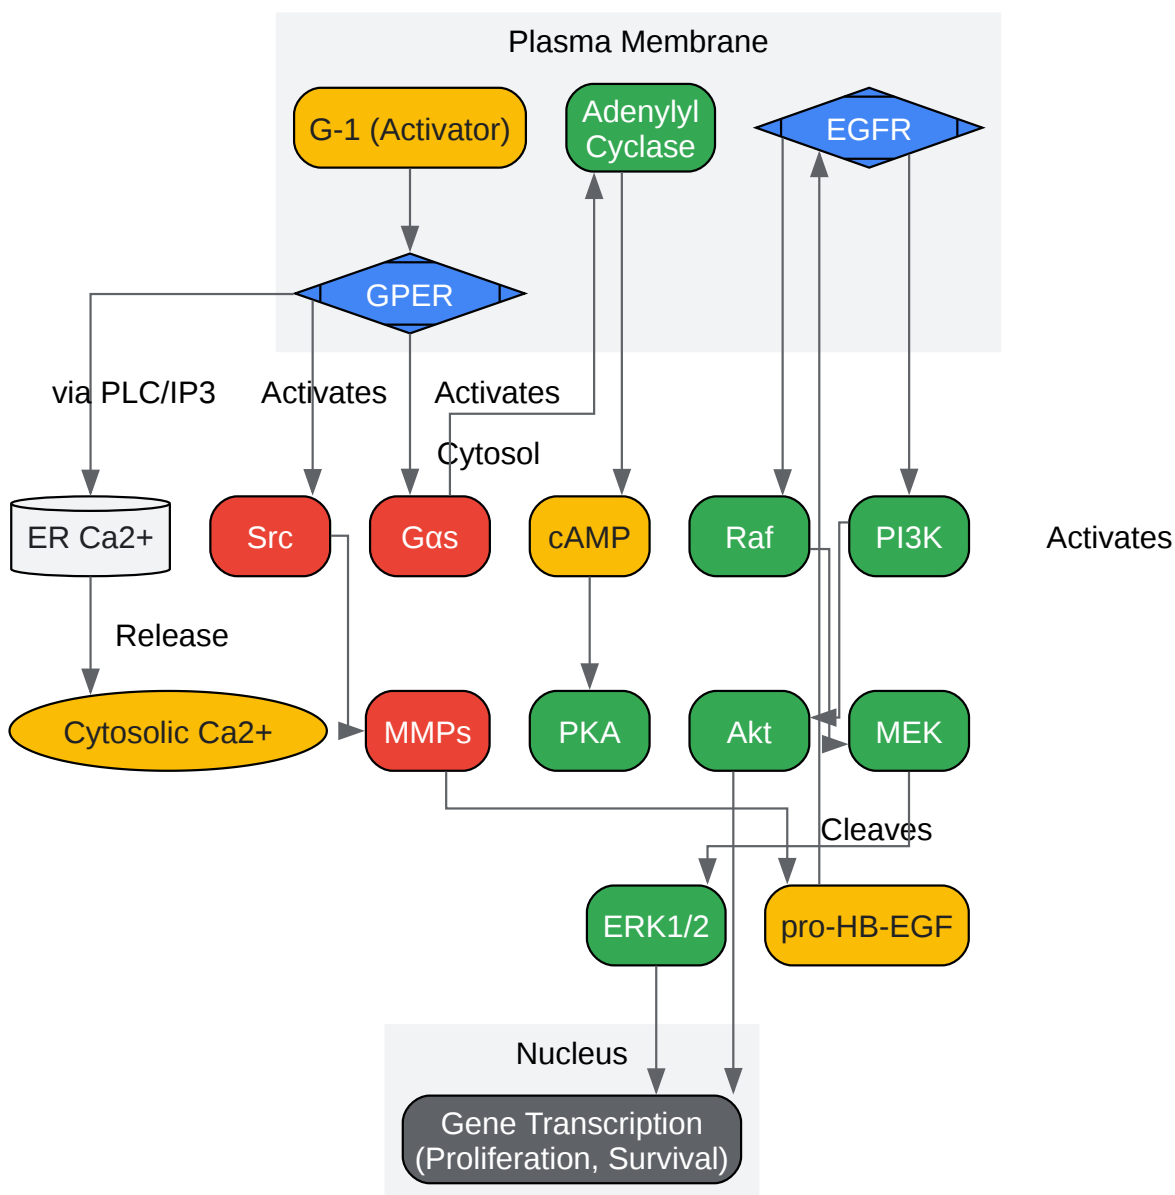 Plasma Membrane
G-1 (Activator)
Adenylyl
Cyclase
EGFR
GPER
via PLC/IP3
Activates
Activates
Cytosol
ER Ca2+
Src
Gαs
cAMP
Raf
PI3K
Activates
Release
Cytosolic Ca2+
MMPs
PKA
Akt
MEK
Cleaves
ERK1/2
pro-HB-EGF
Nucleus
Gene Transcription
(Proliferation, Survival)